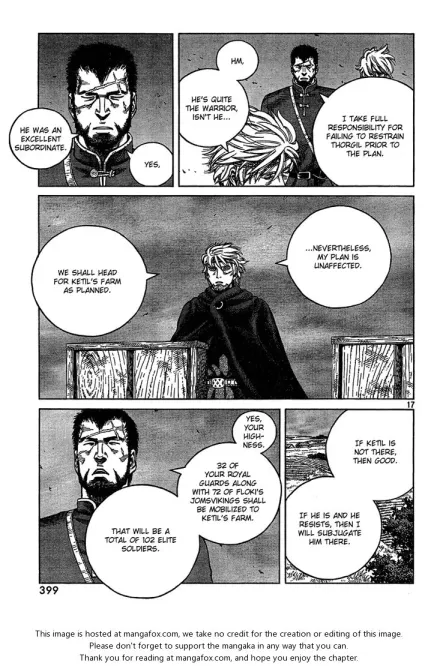 HM,
HE'S QUITE
THE WARRIOR,
ISN'T HE...
I TAKE FULL
RESPONSIBILITY FOR
FAILING TO RESTRAIN
THORGIL PRIOR TO
THE PLAN.
HE WAS AN
EXCELLENT
SUBORDINATE.
YES,
...NEVERTHELESS,
MY PLAN IS
UNAFFECTED.
WE SHALL HEAD
FOR KETIL'S FARM
AS PLANNED.
17
YES,
YOUR
HIGH-
NESS.
32 OF
YOUR ROYAL
GUARDS ALONG
WITH 72 OF FLOKI'S
JOMSVIKINGS SHALL
BE MOBILIZED TO
KETIL'S FARM.
THAT WILL BE A
TOTAL OF 102 ELITE
SOLDIERS.
IF KETIL IS
NOT THERE,
THEN GOOD.
IF HE IS AND HE
RESISTS, THEN I
WILL SUBJUGATE
HIM THERE.
399
This image is hosted at mangafox.com, we take no credit for the creation or editing of this image.
Please don't forget to support the mangaka in any way that you can.
Thank you for reading at mangafox.com, and hope you enjoy the chapter.